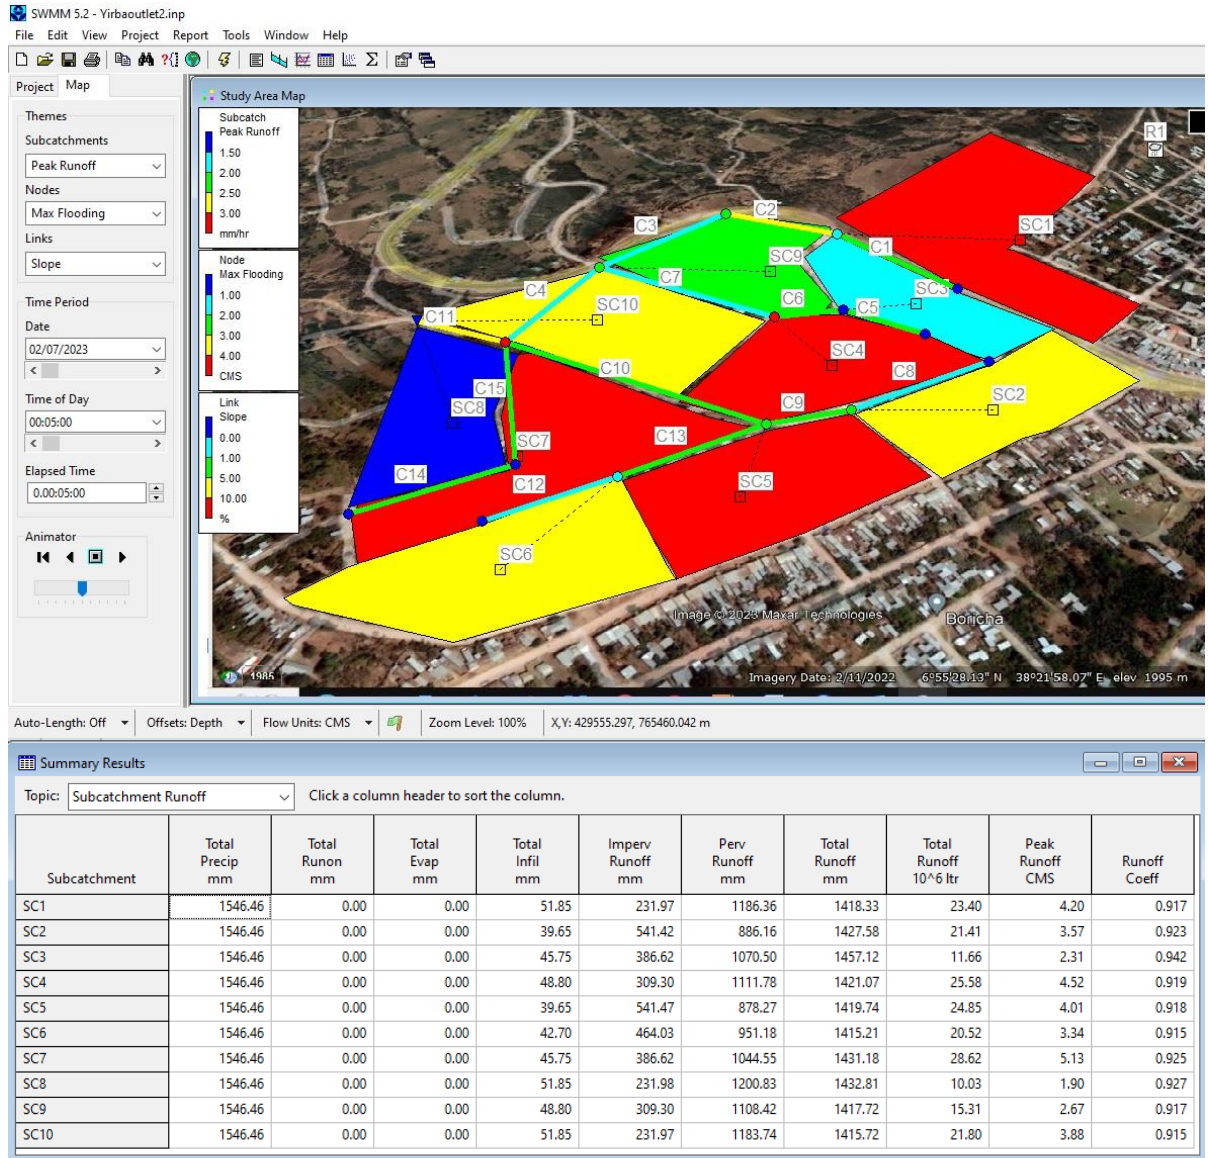 SWMM 5.2 - Yirbaoutlet2.inp
File Edit View Project Report Tools Window Help
Project Map
Themes
Subcatchments
Peak Runoff
Nodes
Max Flooding
Links
Slope
Time Period
Date
02/07/2023
Time of Day
00:05:00
Elapsed Time
0.00:05:00
Animator
Study Area Map
Subcatch
Peak Runoff
1.50
2.00
2.50
3.00
mm/hr
Node
Max Flooding
1.00
2.00
3.00
4.00
CMS
Link
Slope
0.00
1.00
5.00
10.00
%
R1
C2
C3
SC1
C1
SC9
C7
C4
SC3
SC10
C6
C5
C11
SC4
C10
C8
C15
SC2
C9
SC8
C13
SC7
C14
C12
SC5
SC6
Image © 2023 Maxar Technologies
Boricha
1985
Imagery Date: 2/11/2022 6°55'28.13" N 38°21'58.07" E elev 1995 m
Auto-Length: Off Offsets: Depth Flow Units: CMS Zoom Level: 100% X,Y: 429555.297, 765460.042 m
Summary Results
Topic: Subcatchment Runoff Click a column header to sort the column.
Subcatchment Total Precip mm Total Runon mm Total Evap mm Total Infil mm Imperv Runoff mm Perv Runoff mm Total Runoff mm Total Runoff 10^6 ltr Peak Runoff CMS Runoff Coeff
SC1 1546.46 0.00 0.00 51.85 231.97 1186.36 1418.33 23.40 4.20 0.917
SC2 1546.46 0.00 0.00 39.65 541.42 886.16 1427.58 21.41 3.57 0.923
SC3 1546.46 0.00 0.00 45.75 386.62 1070.50 1457.12 11.66 2.31 0.942
SC4 1546.46 0.00 0.00 48.80 309.30 1111.78 1421.07 25.58 4.52 0.919
SC5 1546.46 0.00 0.00 39.65 541.47 878.27 1419.74 24.85 4.01 0.918
SC6 1546.46 0.00 0.00 42.70 464.03 951.18 1415.21 20.52 3.34 0.915
SC7 1546.46 0.00 0.00 45.75 386.62 1044.55 1431.18 28.62 5.13 0.925
SC8 1546.46 0.00 0.00 51.85 231.98 1200.83 1432.81 10.03 1.90 0.927
SC9 1546.46 0.00 0.00 48.80 309.30 1108.42 1417.72 15.31 2.67 0.917
SC10 1546.46 0.00 0.00 51.85 231.97 1183.74 1415.72 21.80 3.88 0.915